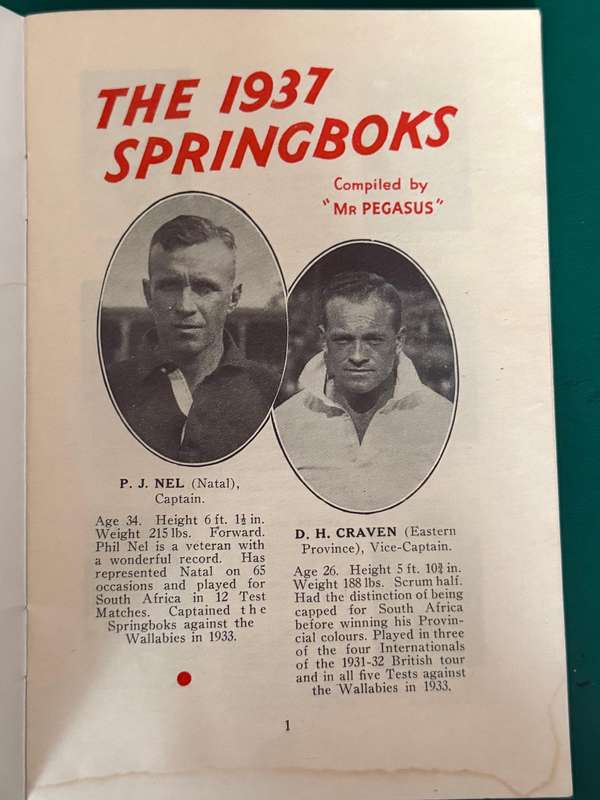 THE 1937
SPRINGBOKS
Compiled by
"MR PEGASUS"
P. J. NEL (Natal),
Captain.
Age 34. Height 6 ft. 1½ in.
Weight 215 lbs. Forward.
Phil Nel is a veteran with
a wonderful record. Has
represented Natal on 65
occasions and played for
South Africa in 12 Test
Matches. Captained the
Springboks against the
Wallabies in 1933.
D. H. CRAVEN (Eastern
Province), Vice-Captain.
Age 26. Height 5 ft. 10¾ in.
Weight 188 lbs. Scrum half.
Had the distinction of being
capped for South Africa
before winning his Provin-
cial colours. Played in three
of the four Internationals
of the 1931-32 British tour
and in all five Tests against
the Wallabies in 1933.
1